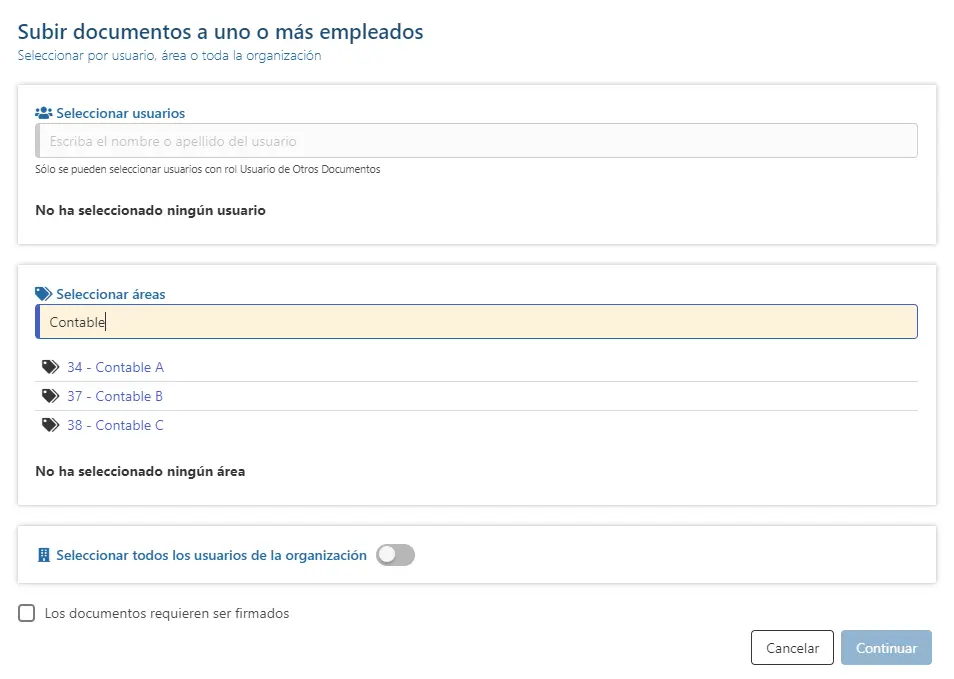 Subir documentos a uno o más empleados
Seleccionar por usuario, área o toda la organización
Seleccionar usuarios
Escriba el nombre o apellido del usuario
Sólo se pueden seleccionar usuarios con rol Usuario de Otros Documentos
No ha seleccionado ningún usuario
Seleccionar áreas
Contable
34 - Contable A
37 - Contable B
38 - Contable C
No ha seleccionado ningún área
Seleccionar todos los usuarios de la organización
Los documentos requieren ser firmados
Cancelar
Continuar